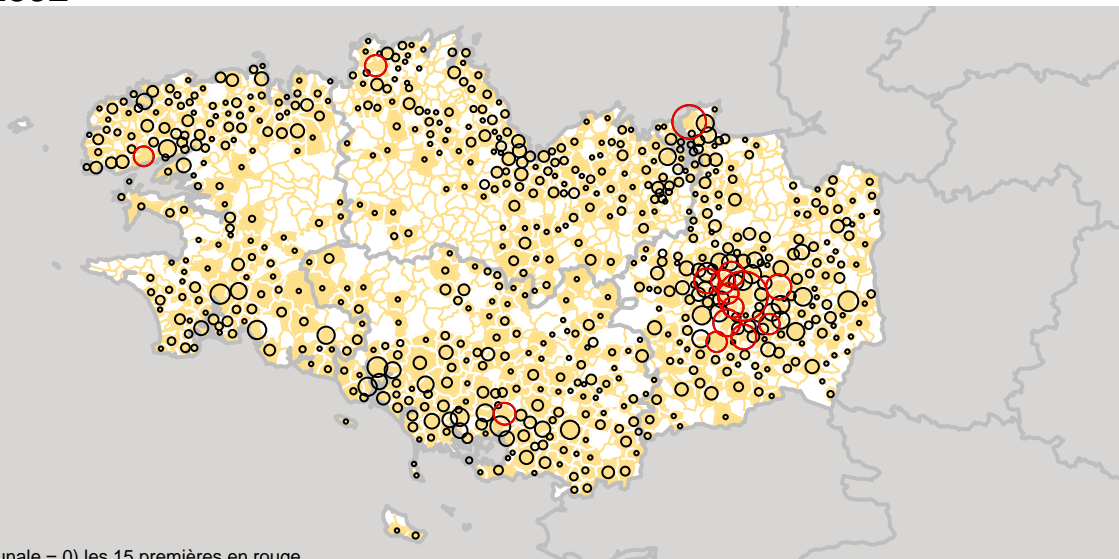 unale = 0) les 15 premières en rouge